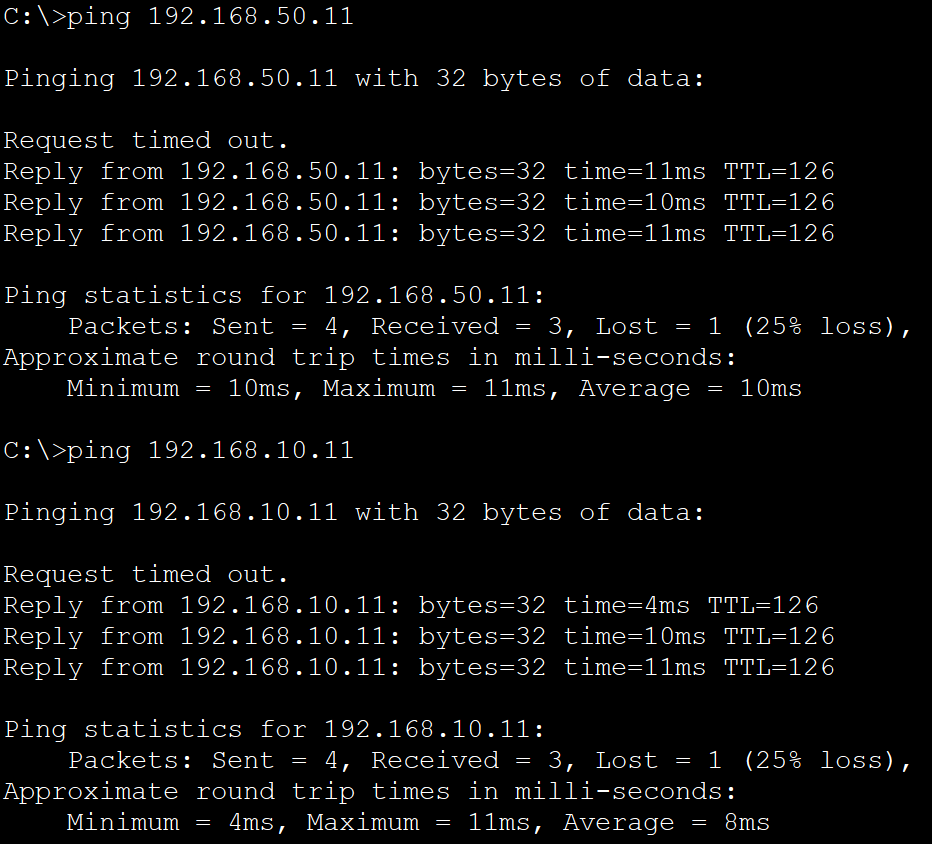 C:\>ping 192.168.50.11
Pinging 192.168.50.11 with 32 bytes of data:
Request timed out.
Reply from 192.168.50.11: bytes=32 time=11ms TTL=126
Reply from 192.168.50.11: bytes=32 time=10ms TTL=126
Reply from 192.168.50.11: bytes=32 time=11ms TTL=126
Ping statistics for 192.168.50.11:
    Packets: Sent = 4, Received = 3, Lost = 1 (25% loss),
Approximate round trip times in milli-seconds:
    Minimum = 10ms, Maximum = 11ms, Average = 10ms
C:\>ping 192.168.10.11
Pinging 192.168.10.11 with 32 bytes of data:
Request timed out.
Reply from 192.168.10.11: bytes=32 time=4ms TTL=126
Reply from 192.168.10.11: bytes=32 time=10ms TTL=126
Reply from 192.168.10.11: bytes=32 time=11ms TTL=126
Ping statistics for 192.168.10.11:
    Packets: Sent = 4, Received = 3, Lost = 1 (25% loss),
Approximate round trip times in milli-seconds:
    Minimum = 4ms, Maximum = 11ms, Average = 8ms